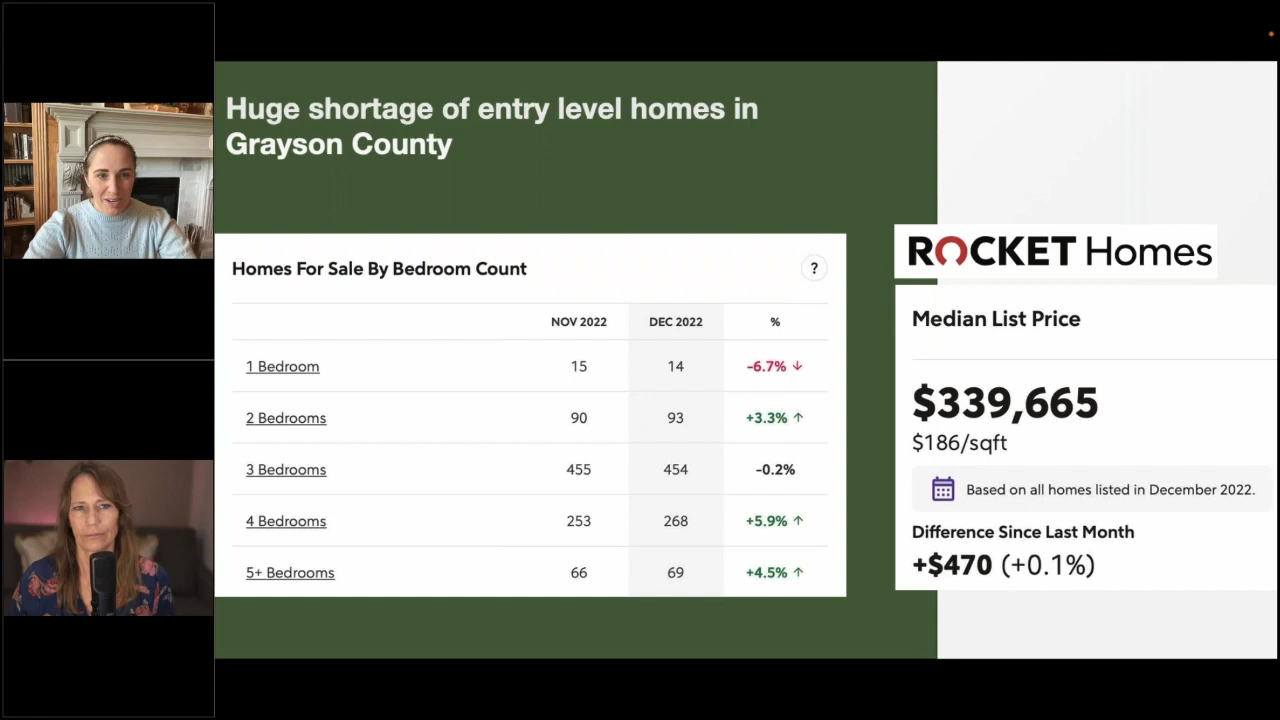 Huge shortage of entry level homes in
Grayson County
Homes For Sale By Bedroom Count
?
NOV 2022 DEC 2022 %
1 Bedroom 15 14 -6.7% ↓
2 Bedrooms 90 93 +3.3% ↑
3 Bedrooms 455 454 -0.2%
4 Bedrooms 253 268 +5.9% ↑
5+ Bedrooms 66 69 +4.5% ↑
ROCKET Homes
Median List Price
$339,665
$186/sqft
Based on all homes listed in December 2022.
Difference Since Last Month
+$470 (+0.1%)